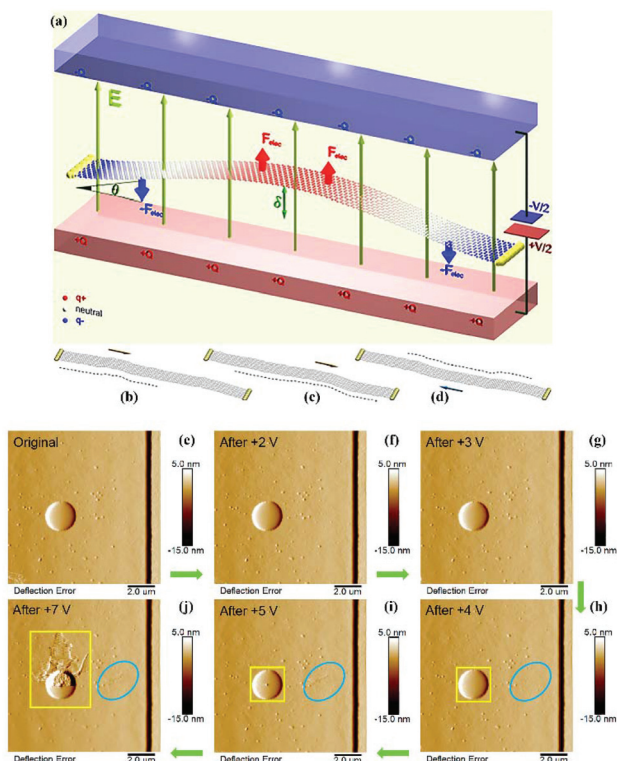 (a)
-Q -Q -Q -Q -Q -Q -Q
E
F elec
F elec
θ
-F elec
δ
-V/2
+V/2
-F elec
+Q +Q +Q +Q +Q +Q +Q
q+
neutral
q-
(b) (c) (d)
Original (e) After +2 V (f) After +3 V (g)
5.0 nm 5.0 nm 5.0 nm
-15.0 nm -15.0 nm -15.0 nm
Deflection Error 2.0 um Deflection Error 2.0 um Deflection Error 2.0 um
After +7 V (j) After +5 V (i) After +4 V (h)
5.0 nm 5.0 nm 5.0 nm
-15.0 nm -15.0 nm -15.0 nm
Deflection Error 2.0 um Deflection Error 2.0 um Deflection Error 2.0 um